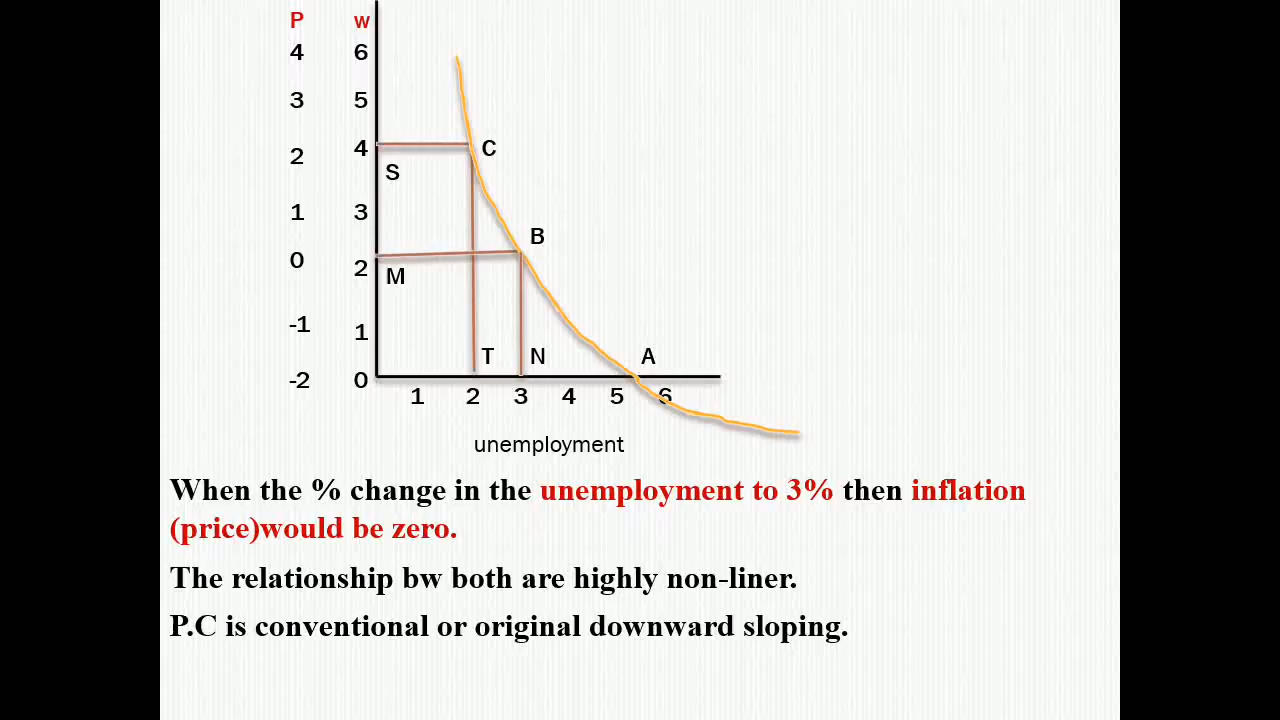 P w
4 6
3 5
2 4 C
S
1 3
B
0 2
M
-1 1
T N A
-2 0
1 2 3 4 5 6
unemployment
When the % change in the unemployment to 3% then inflation
(price)would be zero.
The relationship bw both are highly non-liner.
P.C is conventional or original downward sloping.